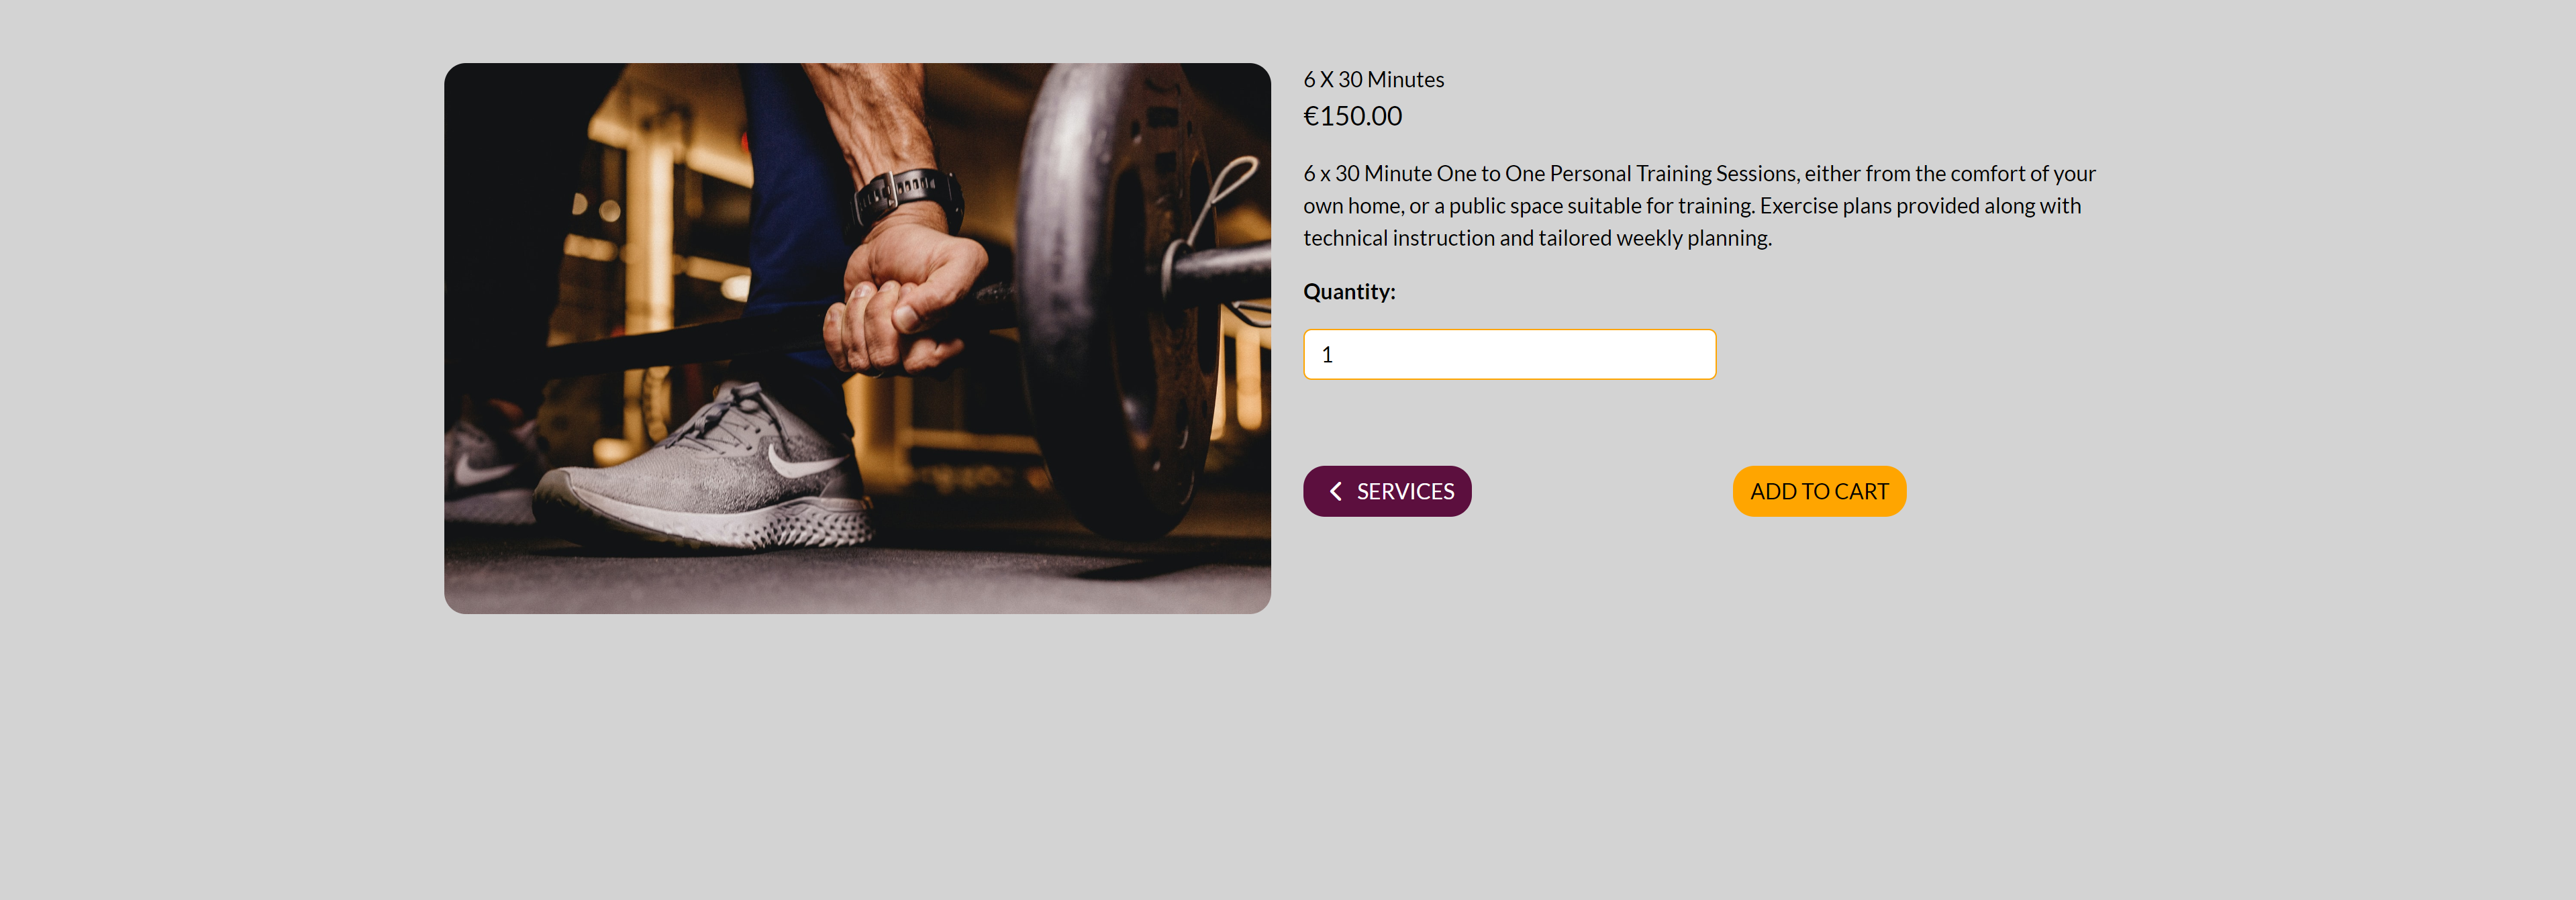 6 X 30 Minutes
€150.00
6 x 30 Minute One to One Personal Training Sessions, either from the comfort of your
own home, or a public space suitable for training. Exercise plans provided along with
technical instruction and tailored weekly planning.
Quantity:
1
SERVICES
ADD TO CART